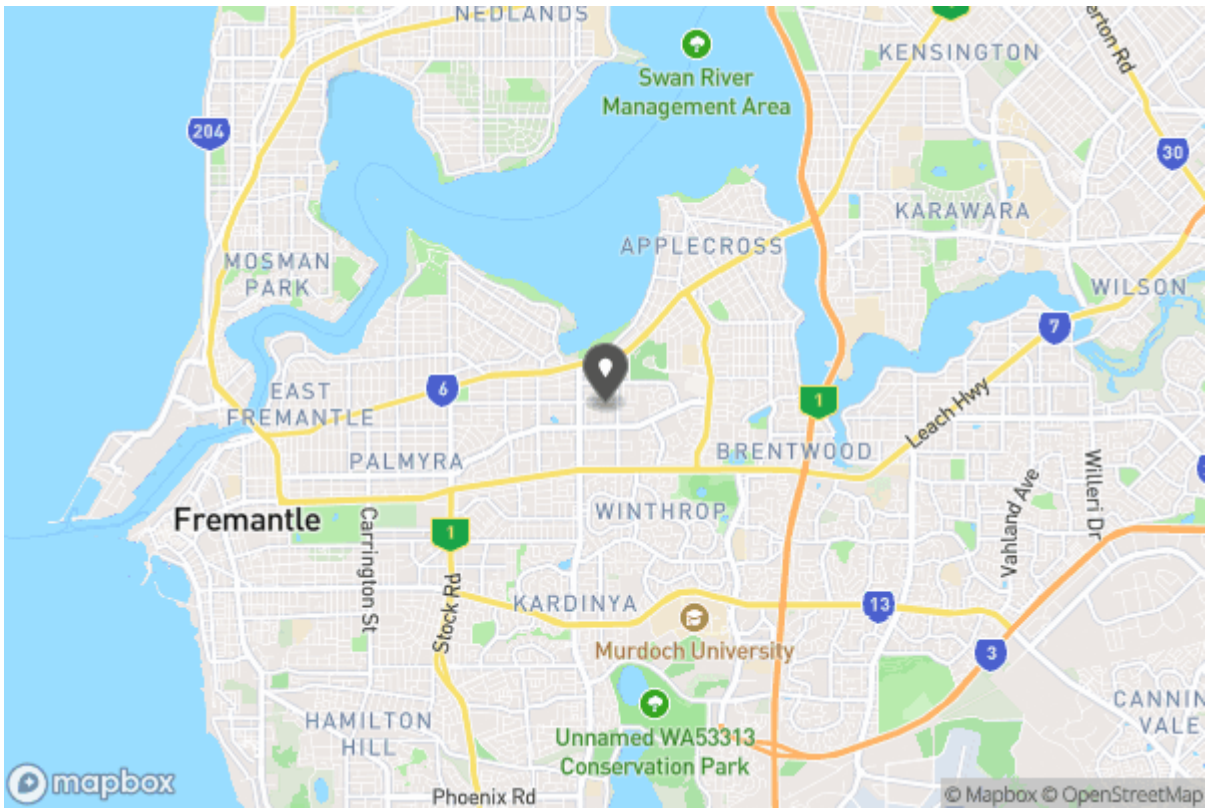 NEDLANDS
KENSINGTON
erton Rd
Swan River
Management Area
204
30
KARAWARA
APPLECROSS
MOSMAN
PARK
WILSON
7
6
EAST
FREMANTLE
1
Leach Hwy
BRENTWOOD
PALMYRA
Willeri Dr
Vahland Ave
WINTHROP
Fremantle
Carrington St
1
Stock Rd
KARDINYA
13
Murdoch University
3
CANNIN
VALE
HAMILTON
HILL
Unnamed WA53313
Conservation Park
Phoenix Rd
mapbox
© Mapbox © OpenStreetMap